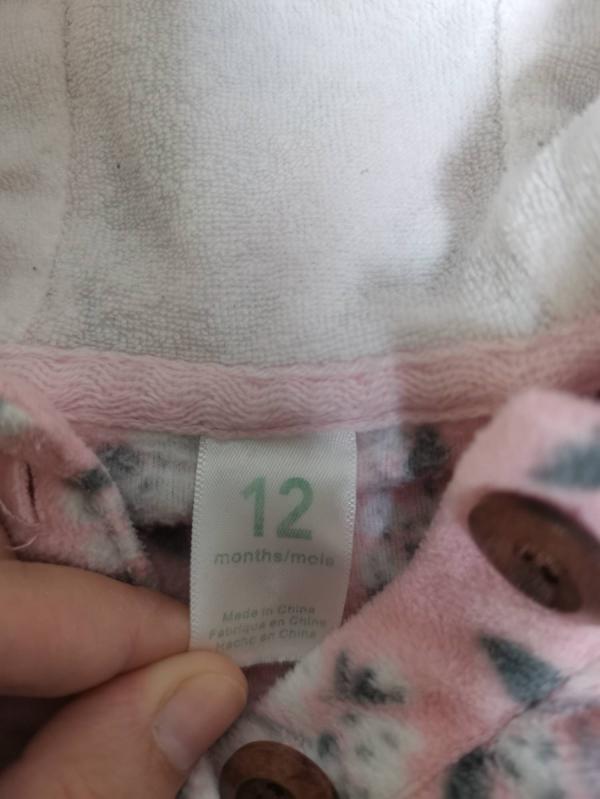 12
months/mois
Made in China
Fabriqué en Chine
Hecho en China